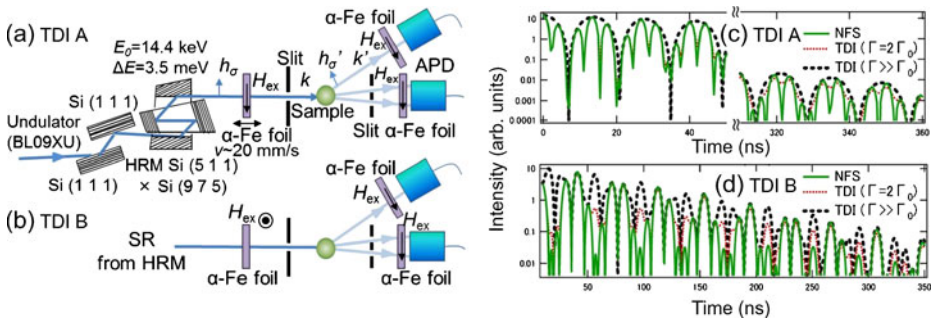 (a) TDI A
E₀=14.4 keV
ΔE=3.5 meV
Si (1 1 1)
Undulator
(BL09XU)
Si (1 1 1)
HRM Si (5 1 1)
× Si (9 7 5)
hσ
Hex
α-Fe foil
v~20 mm/s
Slit
k
hσ'
k'
Sample
α-Fe foil
Hex
APD
Hex
Slit α-Fe foil
(b) TDI B
SR
from HRM
Hex
α-Fe foil
α-Fe foil
Hex
Hex
α-Fe foil
Intensity (arb. units)
(c) TDI A
NFS
TDI (Γ=2Γ₀)
TDI (Γ≫Γ₀)
10
1
0.1
0.01
0.001
0.0001
0 20 40 320 340 360
Time (ns)
(d) TDI B
NFS
TDI (Γ=2Γ₀)
TDI (Γ≫Γ₀)
10
1
0.1
0.01
50 100 150 200 250 300 350
Time (ns)